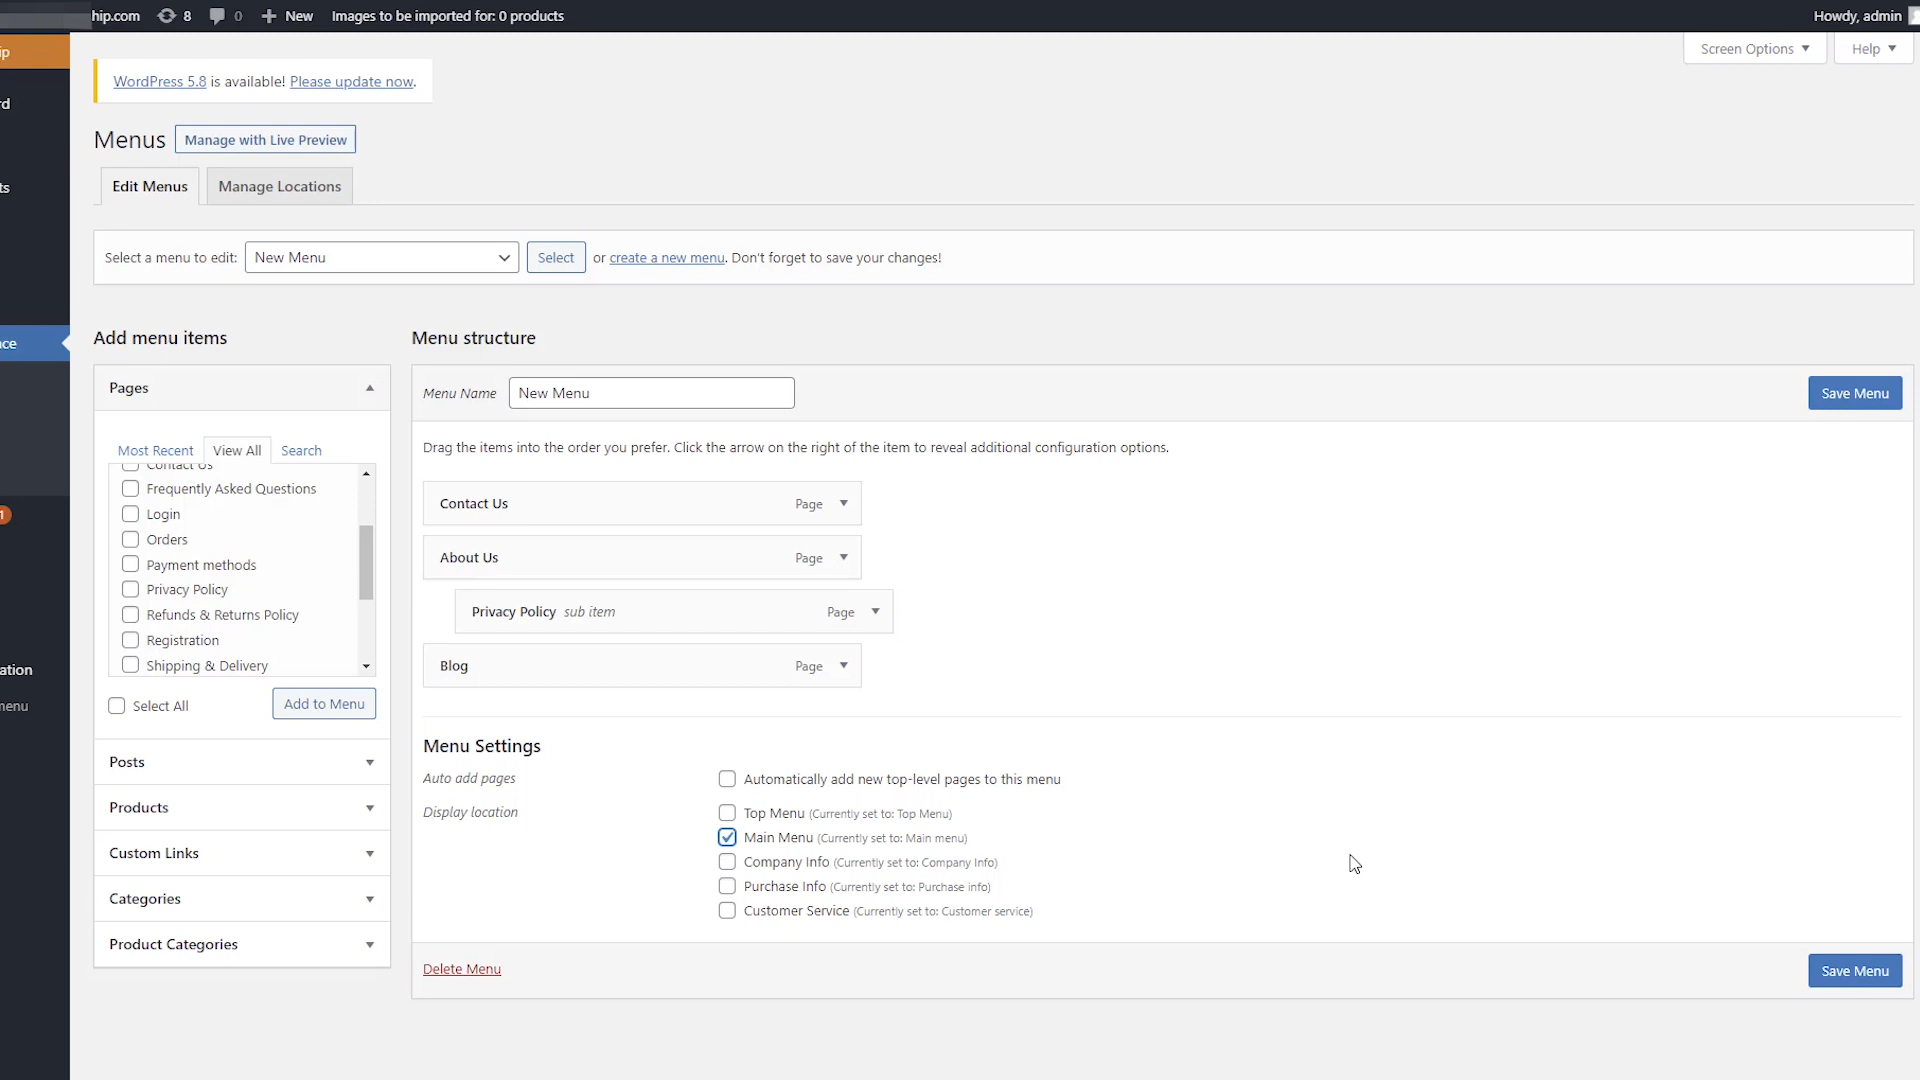 hip.com 8 0 New Images to be imported for: 0 products Howdy, admin
ip
Screen Options Help
WordPress 5.8 is available! Please update now.
rd
Menus Manage with Live Preview
Edit Menus Manage Locations
ts
Select a menu to edit: New Menu Select or create a new menu. Don't forget to save your changes!
nce
Add menu items Menu structure
Pages
Menu Name New Menu Save Menu
Drag the items into the order you prefer. Click the arrow on the right of the item to reveal additional configuration options.
Most Recent View All Search
Contact Us
Frequently Asked Questions
Login
Orders
Payment methods
Privacy Policy
Refunds & Returns Policy
Registration
Shipping & Delivery
Select All Add to Menu
Contact Us Page
About Us Page
Privacy Policy sub item Page
Blog Page
1
ation
menu
Posts
Products
Custom Links
Categories
Product Categories
Menu Settings
Auto add pages Automatically add new top-level pages to this menu
Display location Top Menu (Currently set to: Top Menu)
Main Menu (Currently set to: Main menu)
Company Info (Currently set to: Company Info)
Purchase Info (Currently set to: Purchase info)
Customer Service (Currently set to: Customer service)
Delete Menu Save Menu